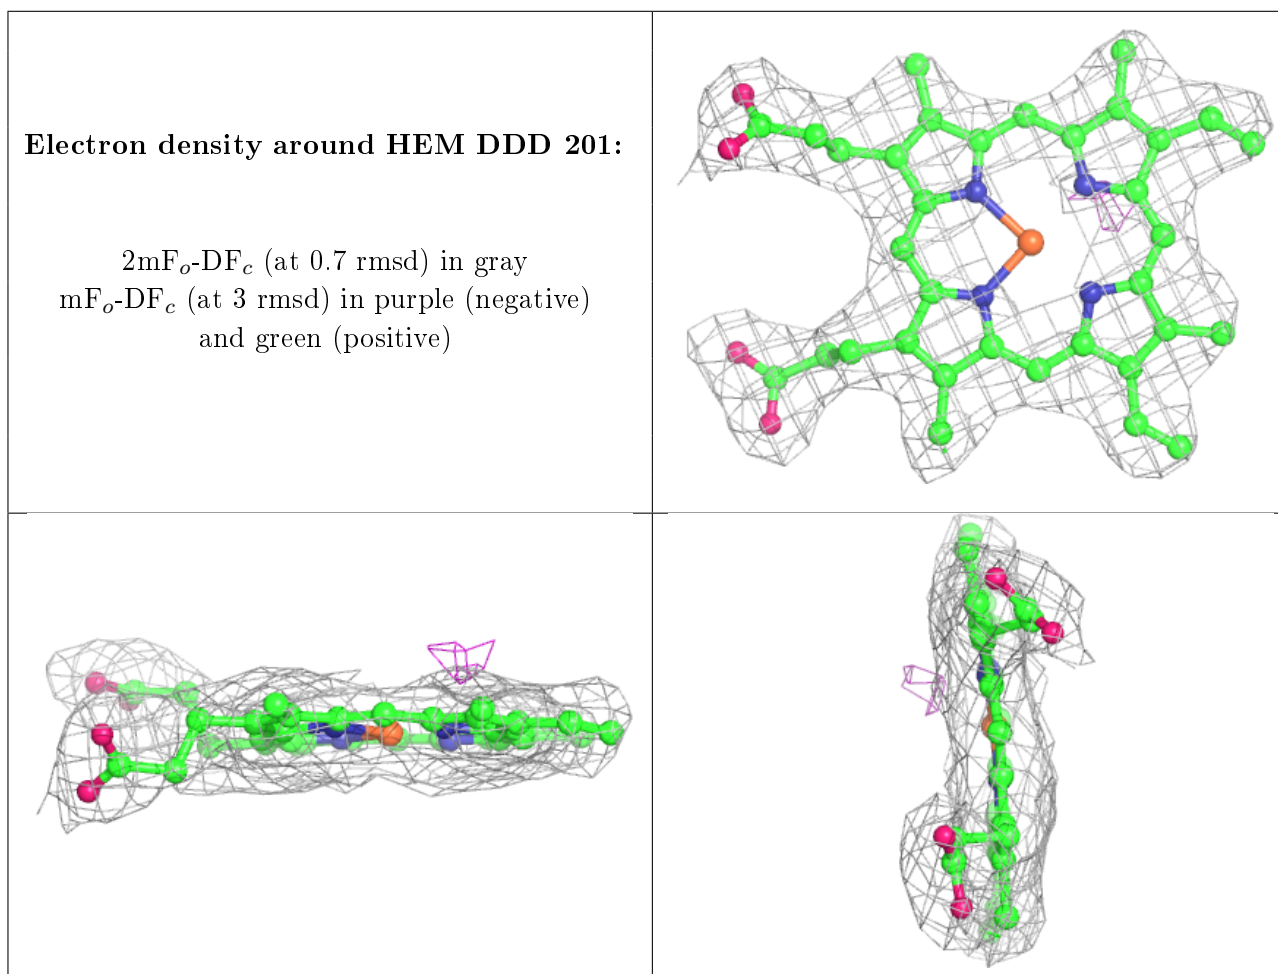 Electron density around HEM DDD 201:
2mFo-DFc (at 0.7 rmsd) in gray
mFo-DFc (at 3 rmsd) in purple (negative)
and green (positive)